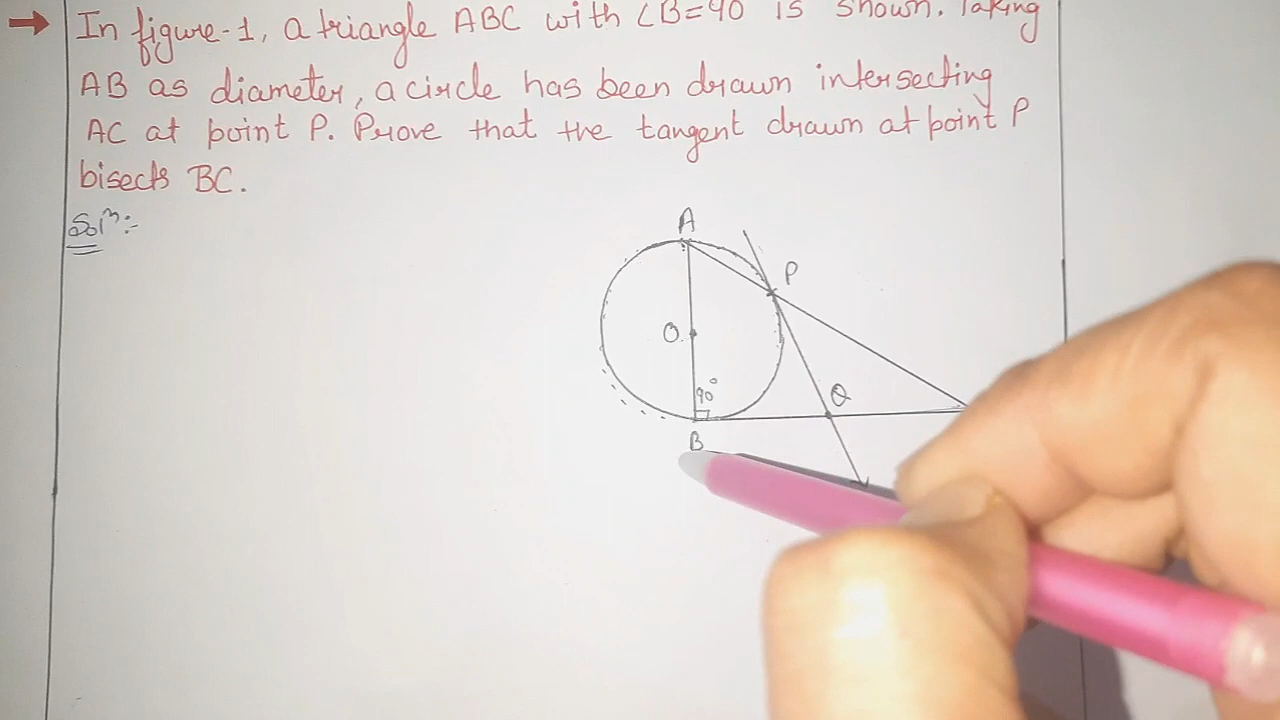 In figure-1, a triangle ABC with ∠B=90 is shown. Taking
AB as diameter, a circle has been drawn intersecting
AC at point P. Prove that the tangent drawn at point P
bisects BC.
Solⁿ:-
A
P
O
90°
Q
B